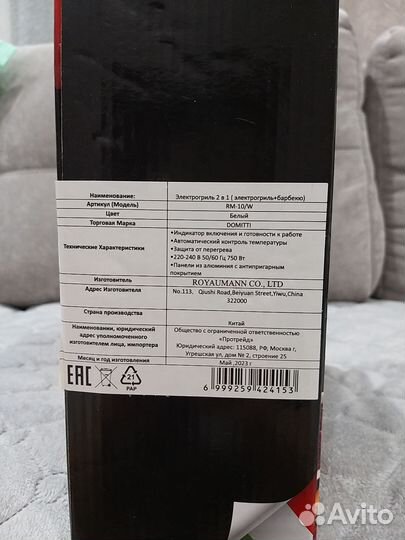 Наименование: Электрогриль 2 в 1 ( электрогриль+барбекю)
Артикул (Модель) RM-10/W
Цвет Белый
Торговая Марка DOMITTI
Технические Характеристики
•Индикатор включения и готовности к работе
•Автоматический контроль температуры
•Защита от перегрева
•220-240 В 50/60 Гц 750 Вт
•Панели из алюминия с антипригарным
покрытием
Изготовитель ROYAUMANN CO., LTD
Адрес Изготовителя No.113, Qiushi Road,Beiyuan Street,Yiwu,China
322000
Страна производства Китай
Наименовании, юридический
адрес уполномоченного
изготовителем лица, импортера
Общество с ограниченной ответственностью
«Протрейд»
Юридический адрес: 115088, РФ, Москва г,
Угрешская ул, дом № 2, строение 25
Месяц и год изготовления Май ,2023 г
EAC
21
PAP
6 999259 424153
Avito